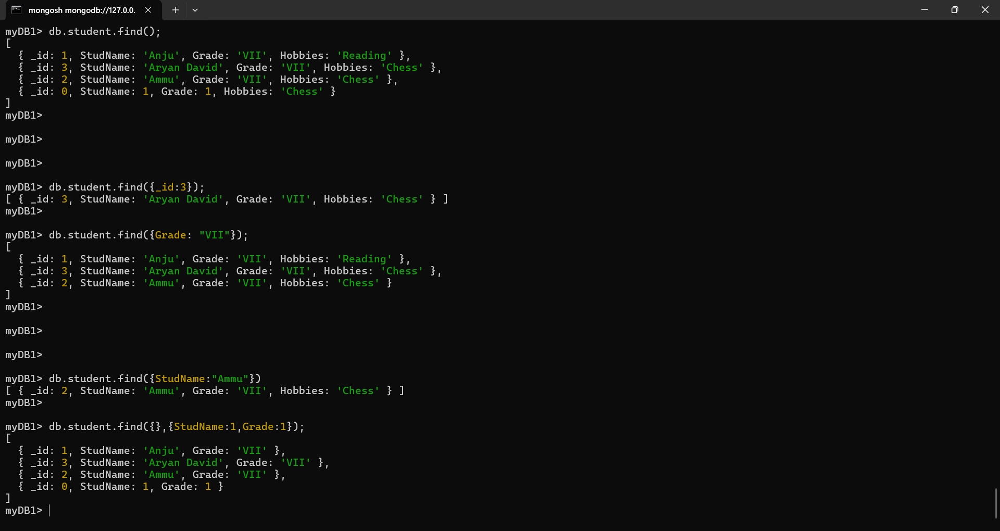 mongosh mongodb://127.0.0.
myDB1> db.student.find();
[
  { _id: 1, StudName: 'Anju', Grade: 'VII', Hobbies: 'Reading' },
  { _id: 3, StudName: 'Aryan David', Grade: 'VII', Hobbies: 'Chess' },
  { _id: 2, StudName: 'Ammu', Grade: 'VII', Hobbies: 'Chess' },
  { _id: 0, StudName: 1, Grade: 1, Hobbies: 'Chess' }
]
myDB1>
myDB1>
myDB1>
myDB1> db.student.find({_id:3});
[ { _id: 3, StudName: 'Aryan David', Grade: 'VII', Hobbies: 'Chess' } ]
myDB1>
myDB1> db.student.find({Grade: "VII"});
[
  { _id: 1, StudName: 'Anju', Grade: 'VII', Hobbies: 'Reading' },
  { _id: 3, StudName: 'Aryan David', Grade: 'VII', Hobbies: 'Chess' },
  { _id: 2, StudName: 'Ammu', Grade: 'VII', Hobbies: 'Chess' }
]
myDB1>
myDB1>
myDB1>
myDB1> db.student.find({StudName:"Ammu"})
[ { _id: 2, StudName: 'Ammu', Grade: 'VII', Hobbies: 'Chess' } ]
myDB1>
myDB1> db.student.find({},{StudName:1,Grade:1});
[
  { _id: 1, StudName: 'Anju', Grade: 'VII' },
  { _id: 3, StudName: 'Aryan David', Grade: 'VII' },
  { _id: 2, StudName: 'Ammu', Grade: 'VII' },
  { _id: 0, StudName: 1, Grade: 1 }
]
myDB1>